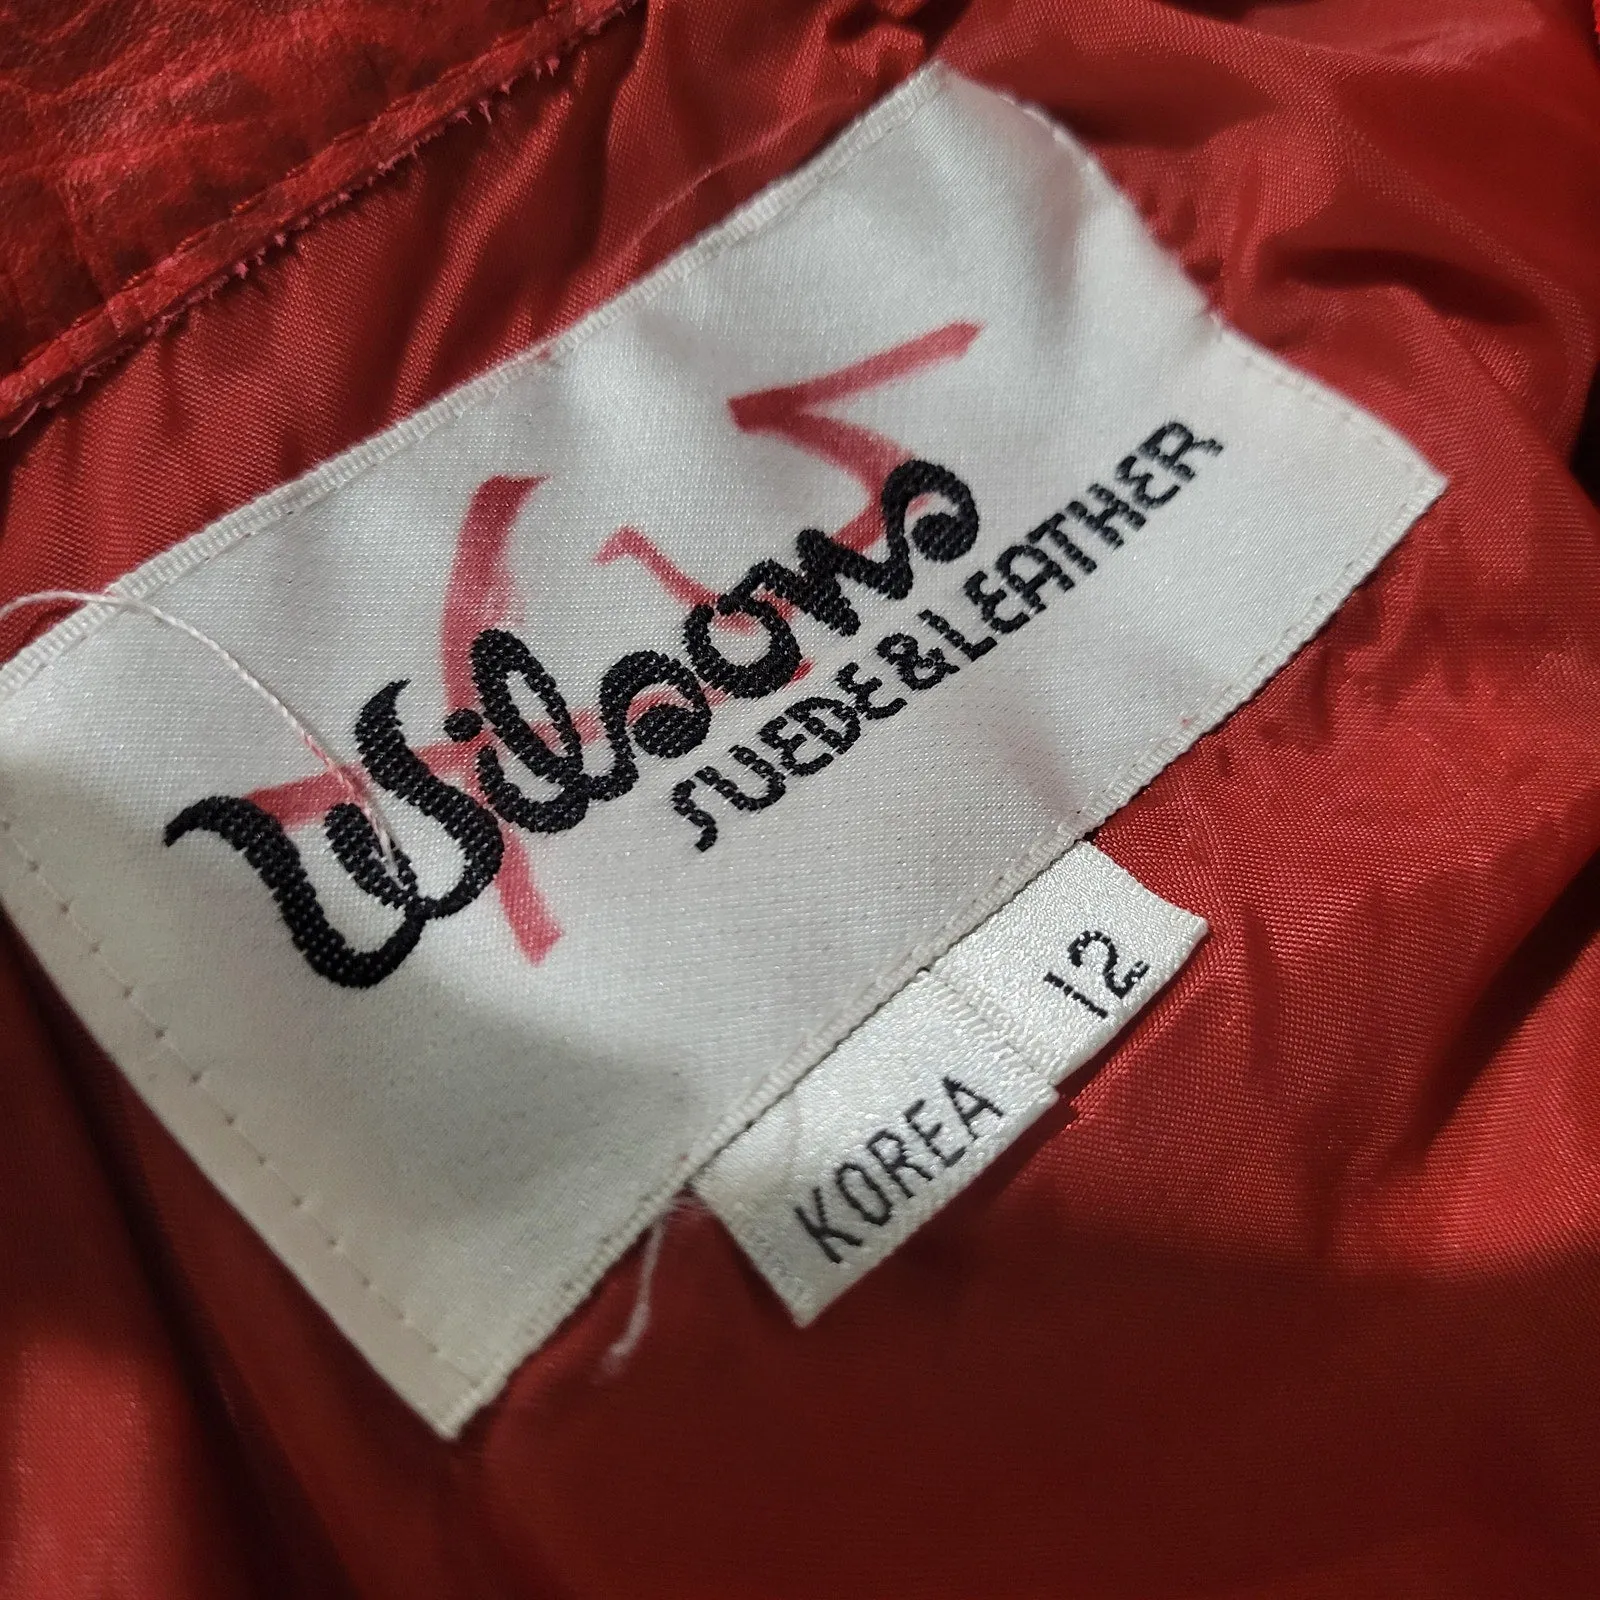 Wilsons
SUEDE & LEATHER
12
KOREA